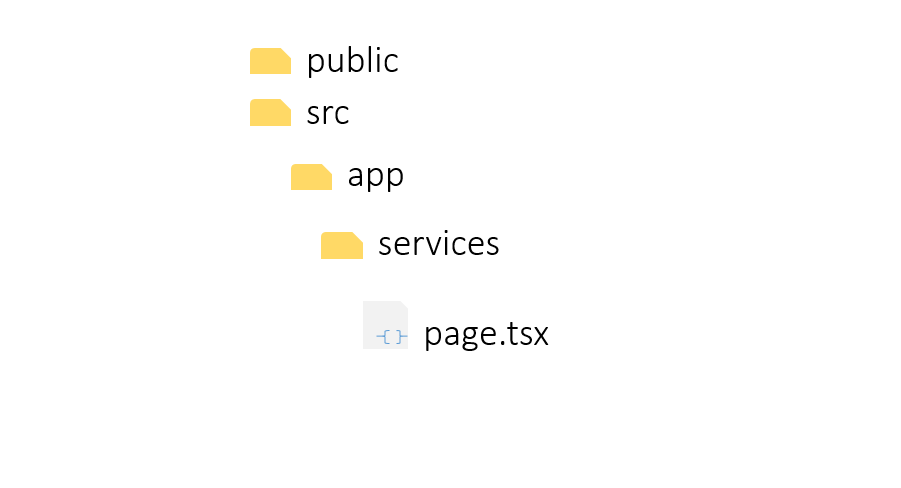 public
src
app
services
-{ }-
page.tsx